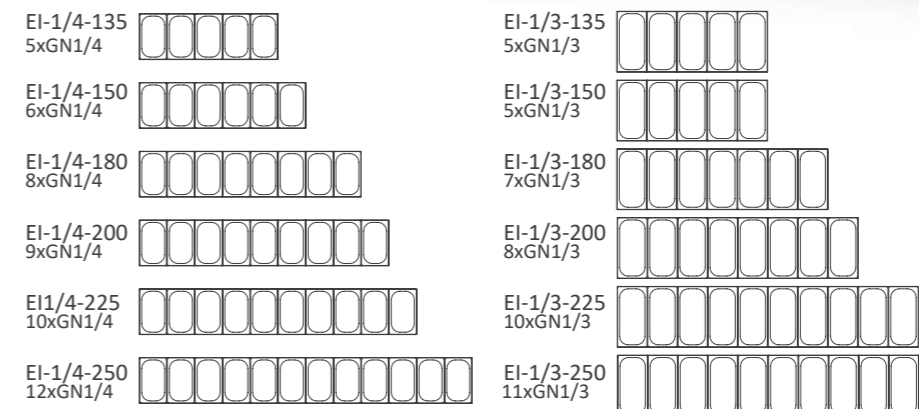 EI-1/4-135
5xGN1/4
EI-1/4-150
6xGN1/4
EI-1/4-180
8xGN1/4
EI-1/4-200
9xGN1/4
EI1/4-225
10xGN1/4
EI-1/4-250
12xGN1/4
EI-1/3-135
5xGN1/3
EI-1/3-150
5xGN1/3
EI-1/3-180
7xGN1/3
EI-1/3-200
8xGN1/3
EI-1/3-225
10xGN1/3
EI-1/3-250
11xGN1/3